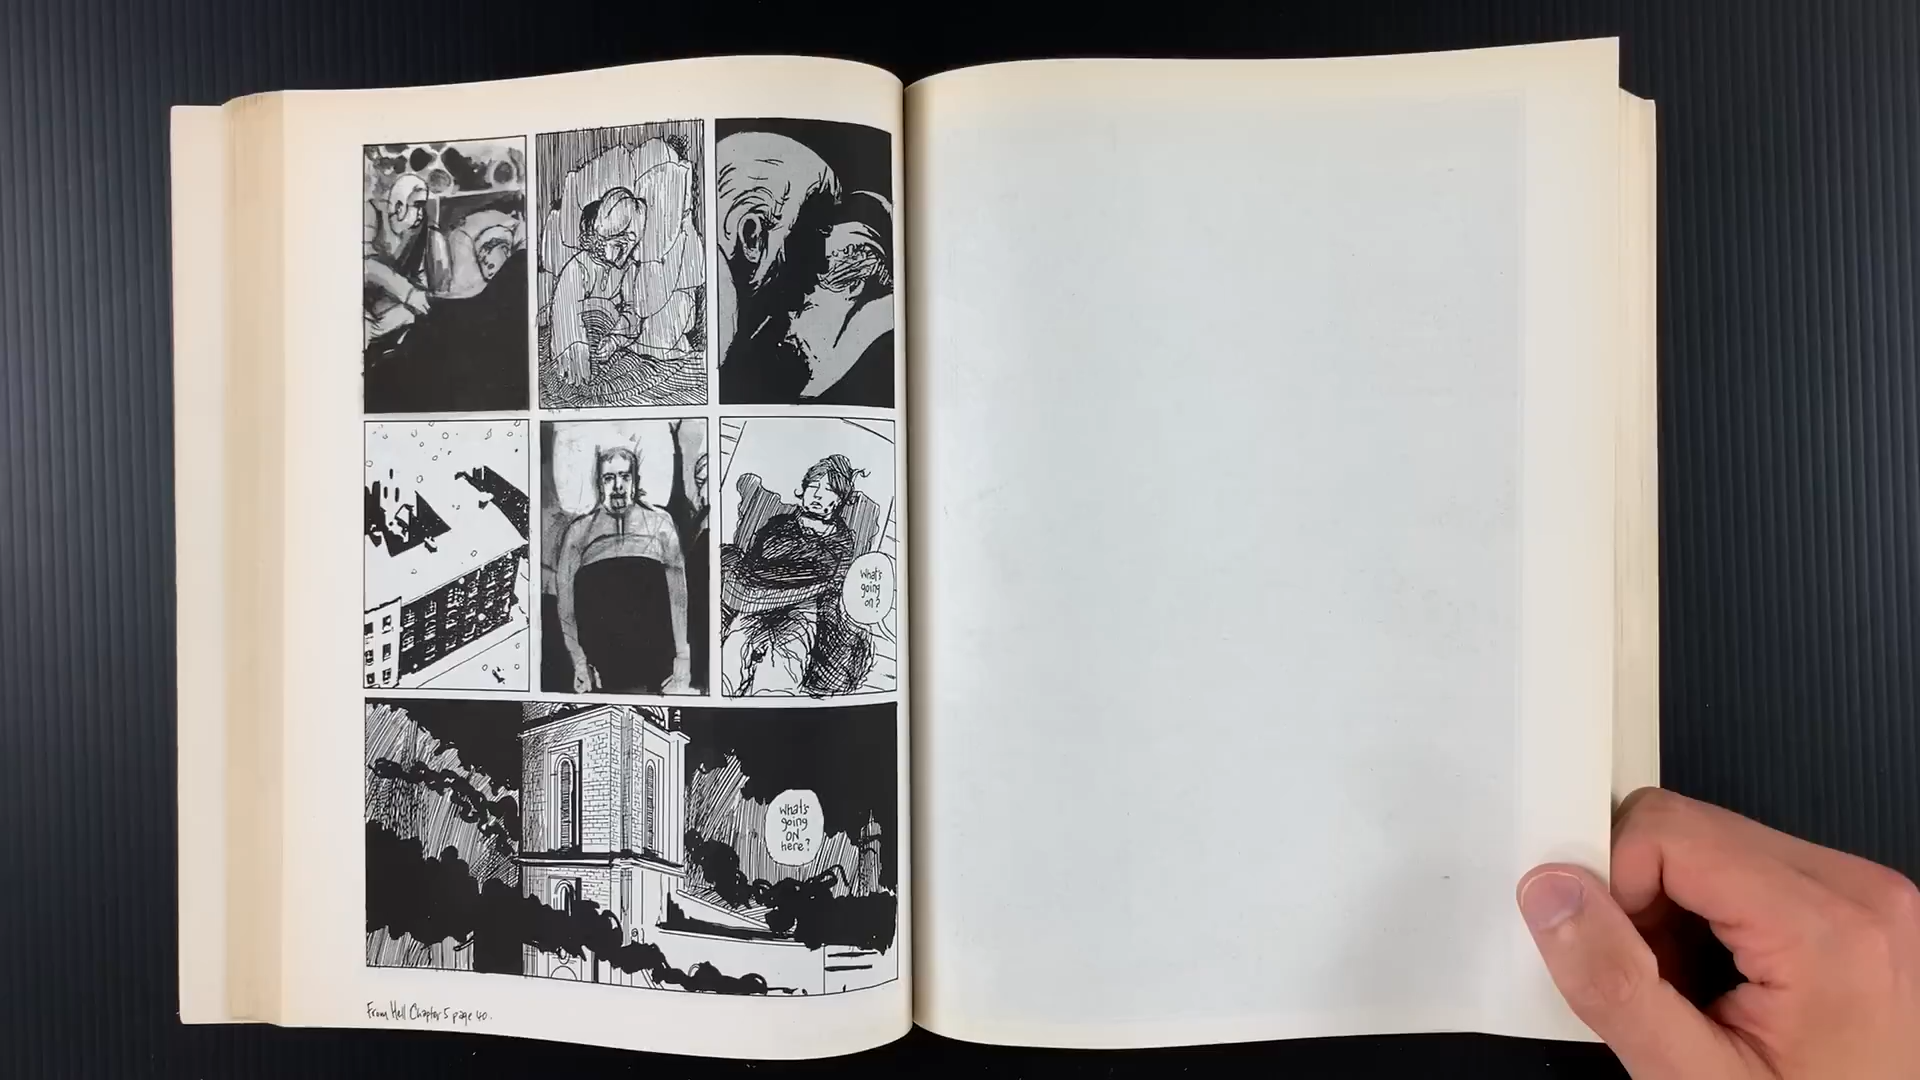 What's
going
on?
What's
going
ON
here?
From Hell Chapter 5 page 40.